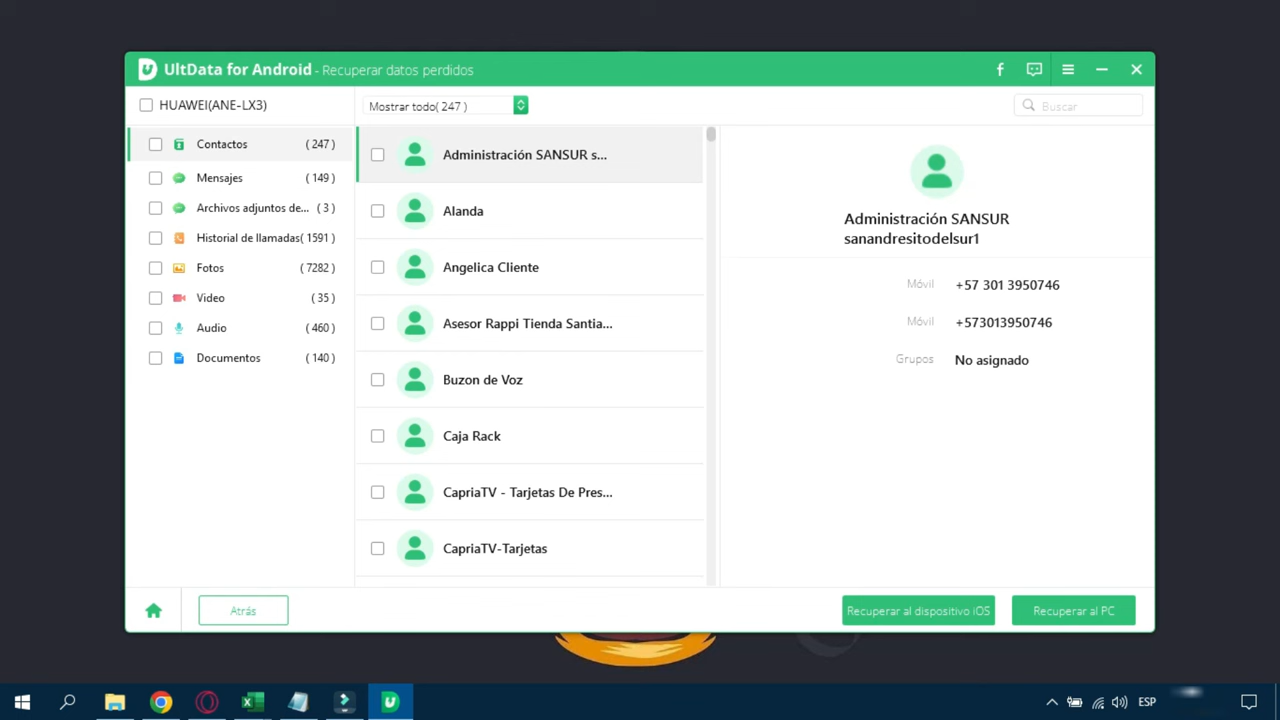 UltData for Android - Recuperar datos perdidos
HUAWEI(ANE-LX3)
Mostrar todo( 247 )
Buscar
Contactos ( 247 )
Mensajes ( 149 )
Archivos adjuntos de... ( 3 )
Historial de llamadas( 1591 )
Fotos ( 7282 )
Video ( 35 )
Audio ( 460 )
Documentos ( 140 )
Administración SANSUR s...
Alanda
Angelica Cliente
Asesor Rappi Tienda Santia...
Buzon de Voz
Caja Rack
CapriaTV - Tarjetas De Pres...
CapriaTV-Tarjetas
Administración SANSUR
sanandresitodelsur1
Móvil +57 301 3950746
Móvil +573013950746
Grupos No asignado
Atrás
Recuperar al dispositivo iOS
Recuperar al PC
ESP